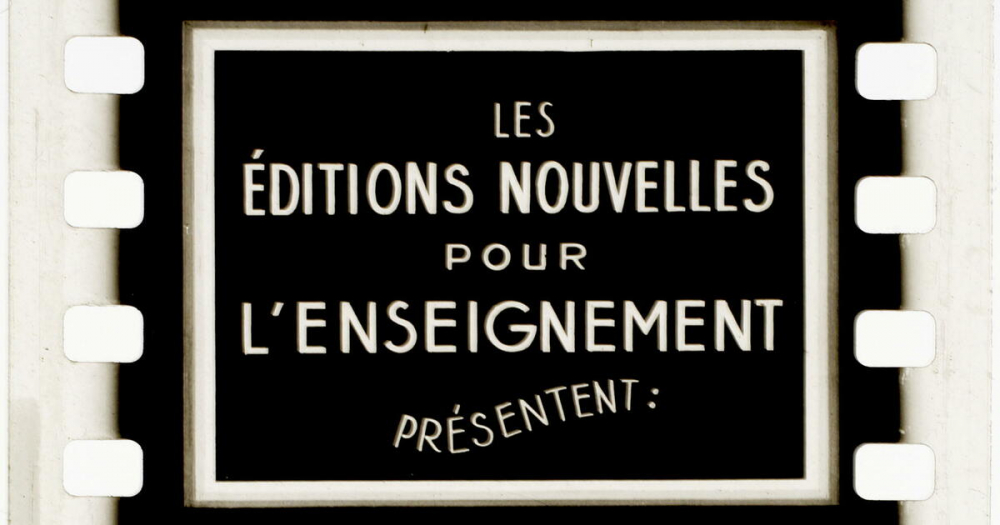 LES
ÉDITIONS NOUVELLES
POUR
L'ENSEIGNEMENT
PRÉSENTENT :